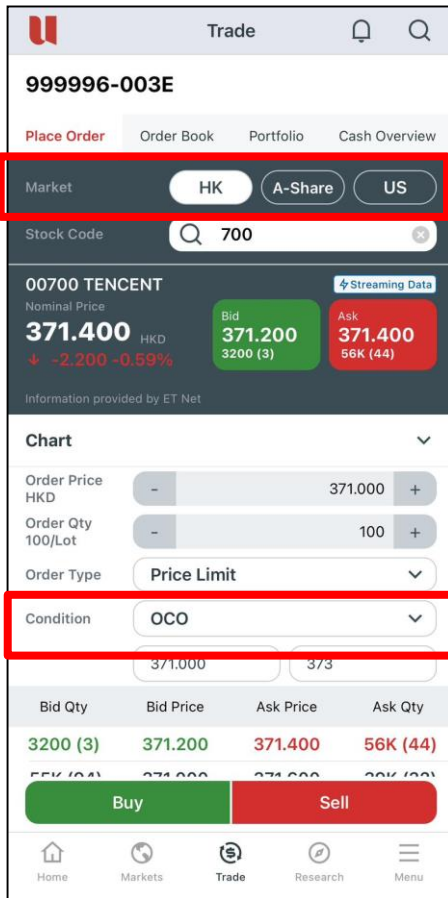 Trade
999996-003E
Place Order Order Book Portfolio Cash Overview
Market HK A-Share US
Stock Code 700
00700 TENCENT Streaming Data
Nominal Price
371.400 HKD
↓ -2.200 -0.59%
Bid
371.200
3200 (3)
Ask
371.400
56K (44)
Information provided by ET Net
Chart
Order Price
HKD
- 371.000 +
Order Qty
100/Lot
- 100 +
Order Type Price Limit
Condition OCO
371.000 373
Bid Qty Bid Price Ask Price Ask Qty
3200 (3) 371.200 371.400 56K (44)
Buy Sell
Home Markets Trade Research Menu